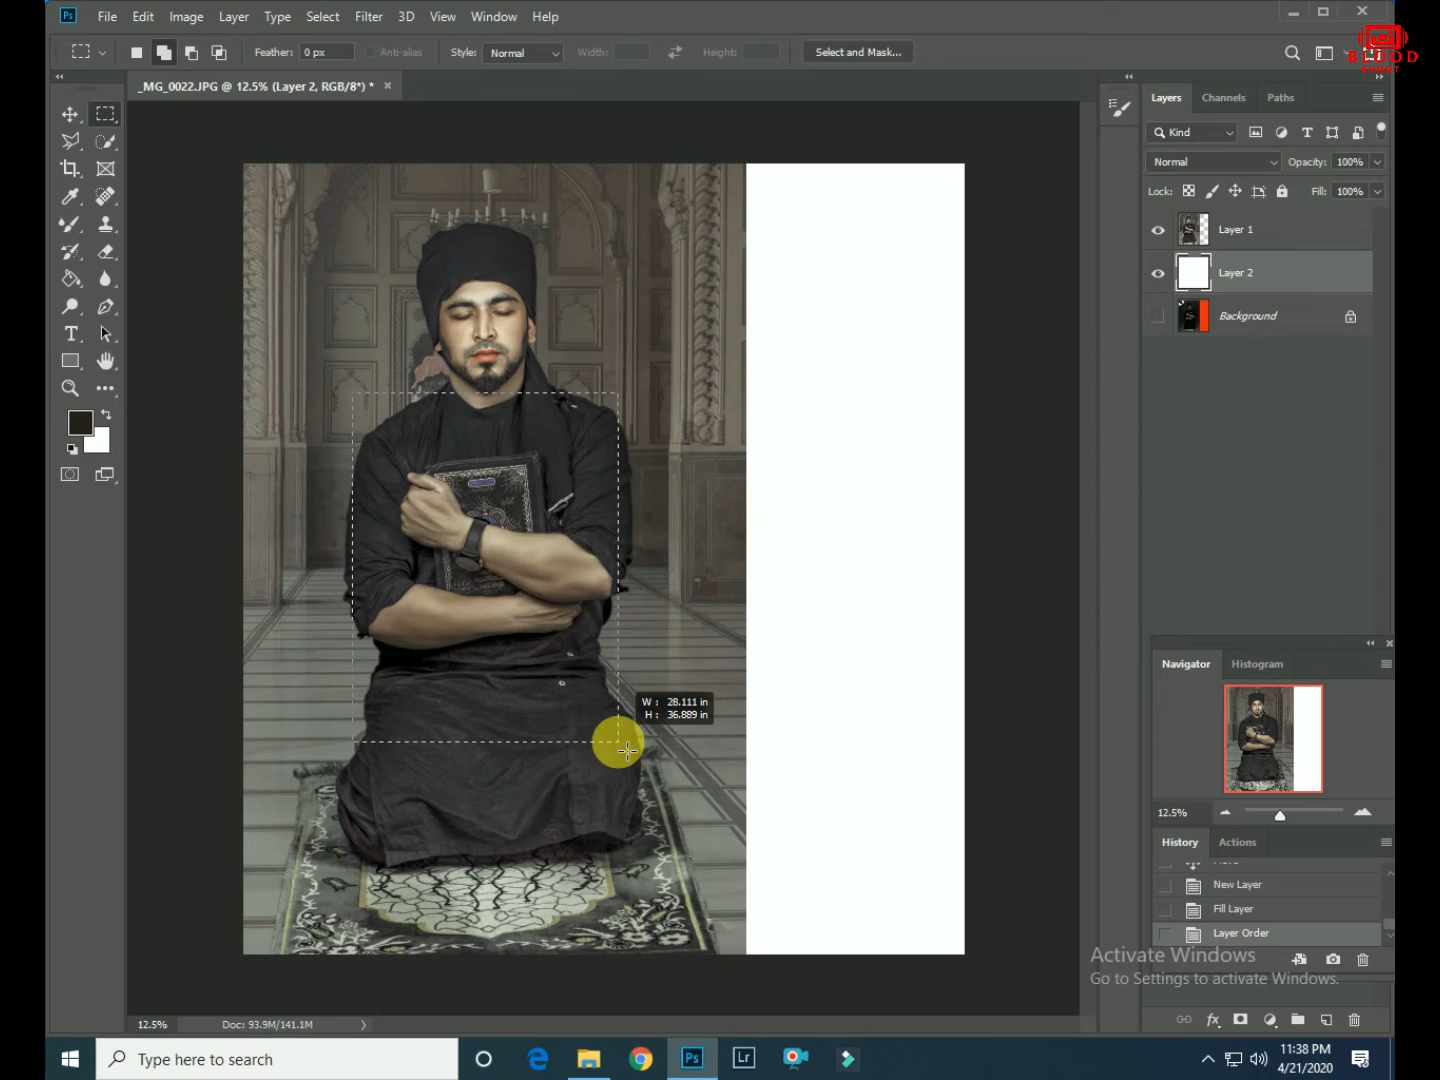 Ps File Edit Image Layer Type Select Filter 3D View Window Help
Feather: 0 px Anti-alias Style: Normal Width: Height: Select and Mask...
BLOOD
_MG_0022.JPG @ 12.5% (Layer 2, RGB/8*) *
Layers Channels Paths
Kind
Normal Opacity: 100%
Lock: Fill: 100%
Layer 1
Layer 2
Background
W : 28.111 in
H : 36.889 in
Navigator Histogram
12.5%
History Actions
New Layer
Fill Layer
Layer Order
Activate Windows
Go to Settings to activate Windows.
12.5% Doc: 93.9M/141.1M
fx
Type here to search
Ps Lr
11:38 PM
4/21/2020